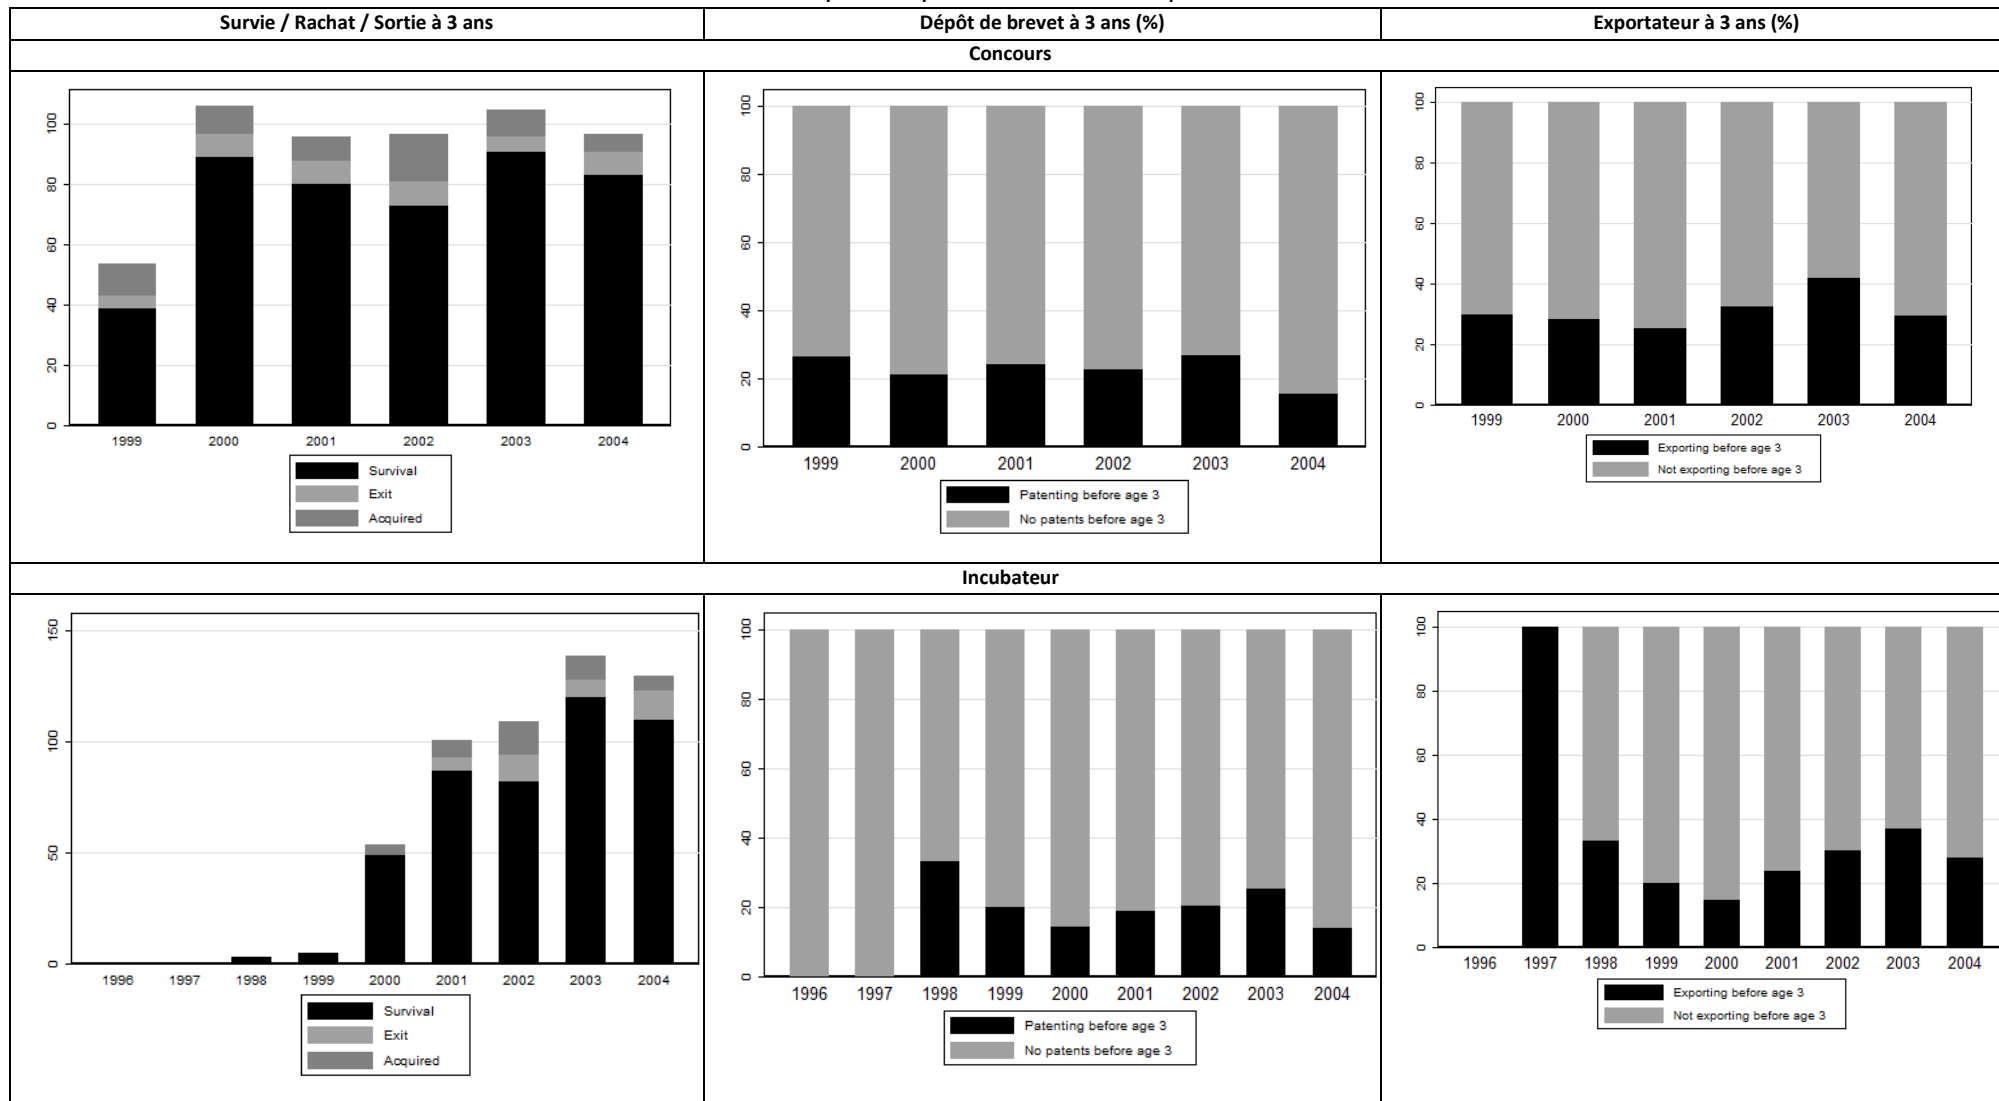 Survie / Rachat / Sortie à 3 ans
Dépôt de brevet à 3 ans (%)
Exportateur à 3 ans (%)
Concours
100
80
60
40
20
0
1999 2000 2001 2002 2003 2004
Survival
Exit
Acquired
100
80
60
40
20
0
1999 2000 2001 2002 2003 2004
Patenting before age 3
No patents before age 3
100
80
60
40
20
0
1999 2000 2001 2002 2003 2004
Exporting before age 3
Not exporting before age 3
Incubateur
150
100
50
0
1996 1997 1998 1999 2000 2001 2002 2003 2004
Survival
Exit
Acquired
100
80
60
40
20
0
1996 1997 1998 1999 2000 2001 2002 2003 2004
Patenting before age 3
No patents before age 3
100
80
60
40
20
0
1996 1997 1998 1999 2000 2001 2002 2003 2004
Exporting before age 3
Not exporting before age 3